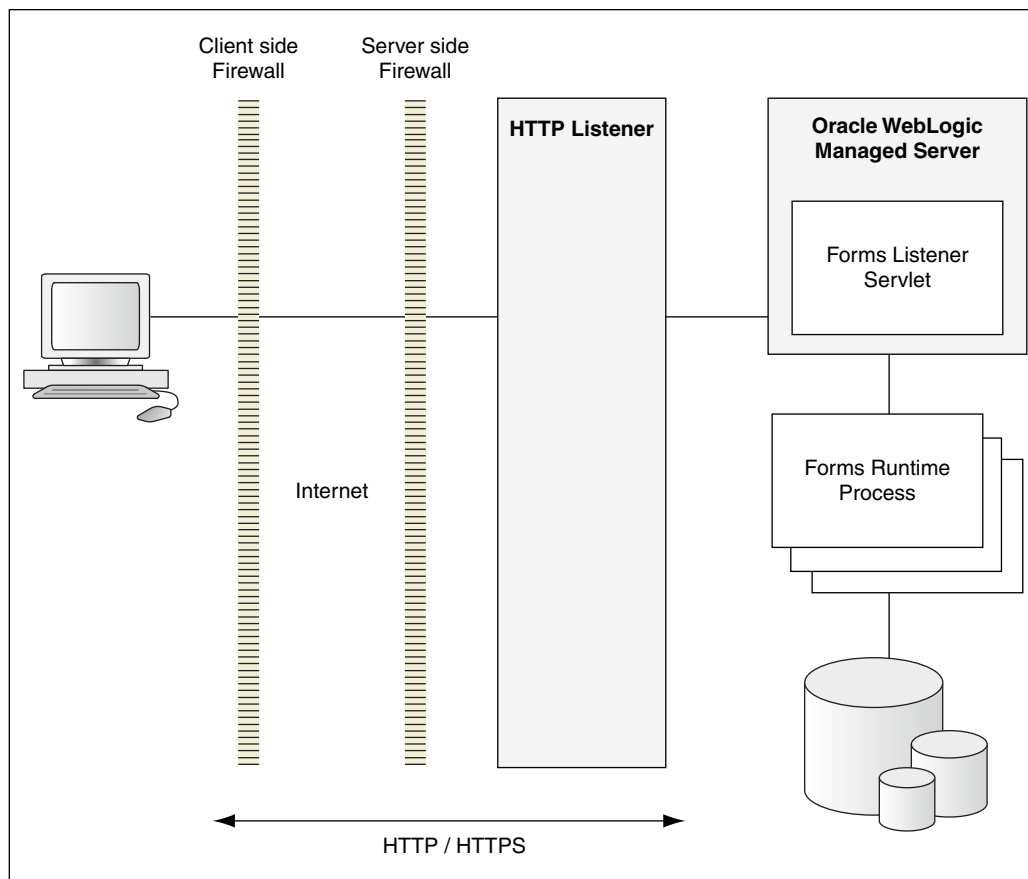 Client side
Firewall
Server side
Firewall
HTTP Listener
Oracle WebLogic
Managed Server
Forms Listener
Servlet
Internet
Forms Runtime
Process
HTTP / HTTPS